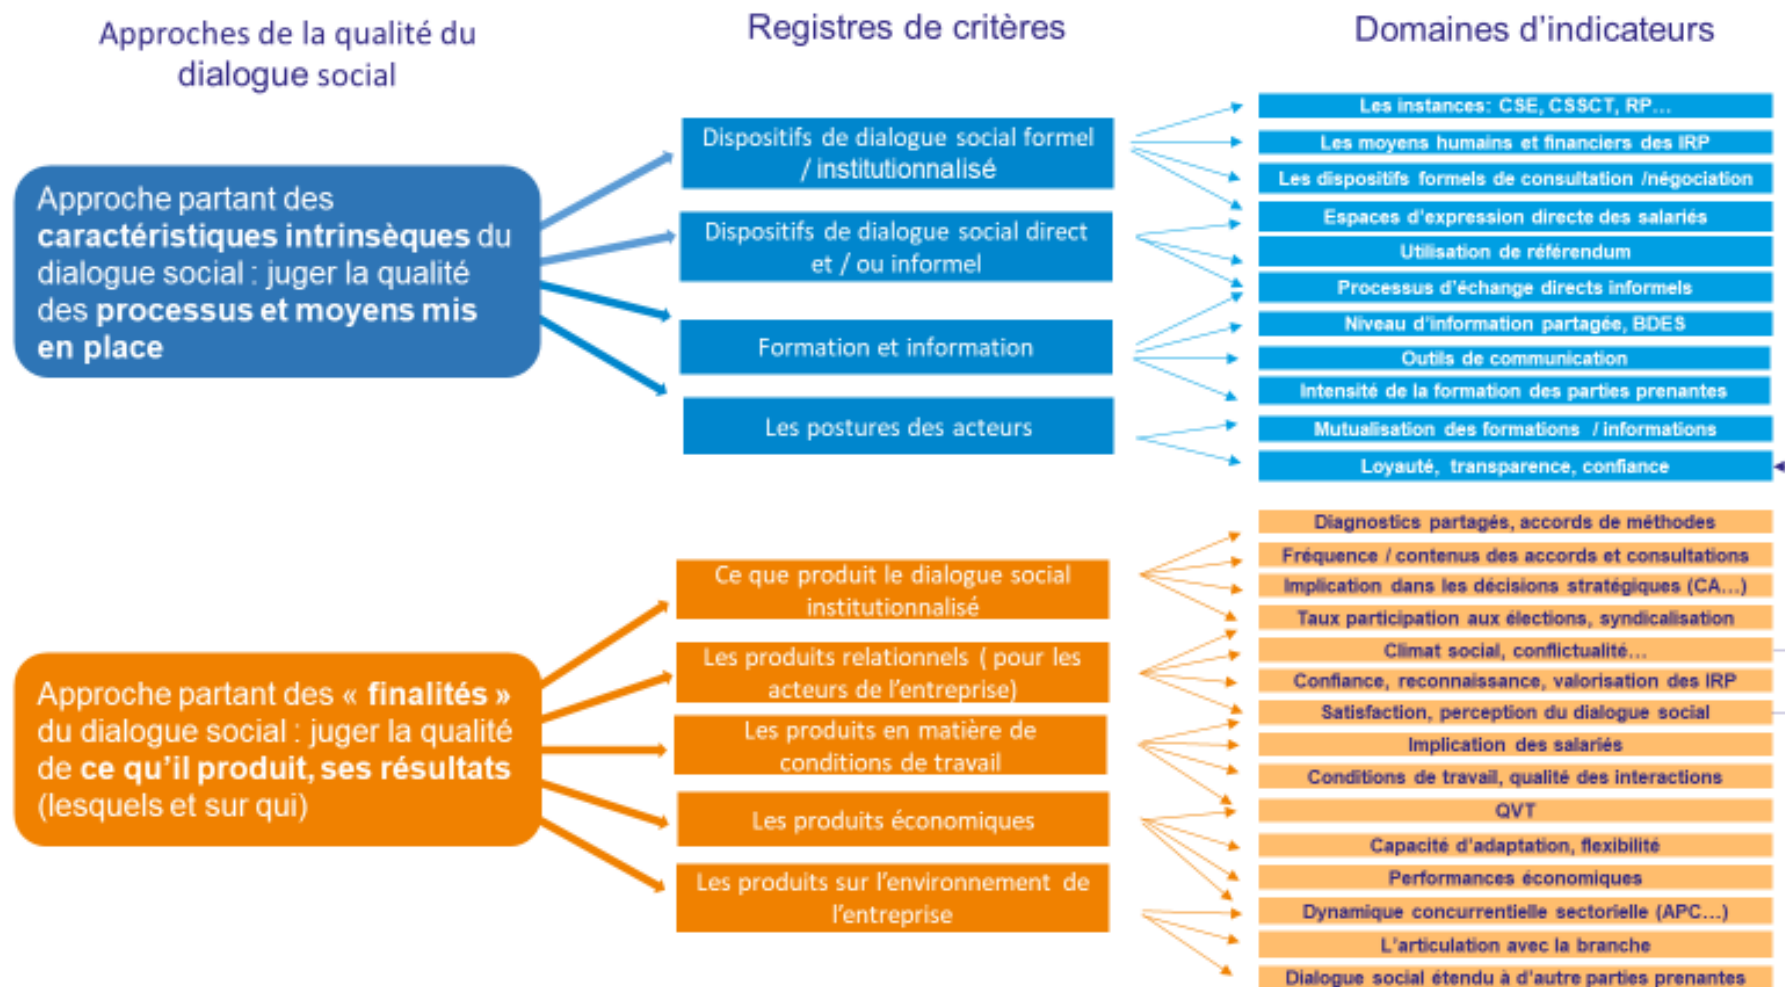 Approches de la qualité du
dialogue social
Registres de critères
Domaines d'indicateurs
Approche partant des
caractéristiques intrinsèques du
dialogue social : juger la qualité
des processus et moyens mis
en place
Dispositifs de dialogue social formel
/ institutionnalisé
Dispositifs de dialogue social direct
et / ou informel
Formation et information
Les postures des acteurs
Les instances: CSE, CSSCT, RP...
Les moyens humains et financiers des IRP
Les dispositifs formels de consultation /négociation
Espaces d'expression directe des salariés
Utilisation de référendum
Processus d'échange directs informels
Niveau d'information partagée, BDES
Outils de communication
Intensité de la formation des parties prenantes
Mutualisation des formations / informations
Loyauté, transparence, confiance
Approche partant des « finalités »
du dialogue social : juger la qualité
de ce qu'il produit, ses résultats
(lesquels et sur qui)
Ce que produit le dialogue social
institutionnalisé
Les produits relationnels ( pour les
acteurs de l'entreprise)
Les produits en matière de
conditions de travail
Les produits économiques
Les produits sur l'environnement de
l'entreprise
Diagnostics partagés, accords de méthodes
Fréquence / contenus des accords et consultations
Implication dans les décisions stratégiques (CA...)
Taux participation aux élections, syndicalisation
Climat social, conflictualité...
Confiance, reconnaissance, valorisation des IRP
Satisfaction, perception du dialogue social
Implication des salariés
Conditions de travail, qualité des interactions
QVT
Capacité d'adaptation, flexibilité
Performances économiques
Dynamique concurrentielle sectorielle (APC...)
L'articulation avec la branche
Dialogue social étendu à d'autre parties prenantes